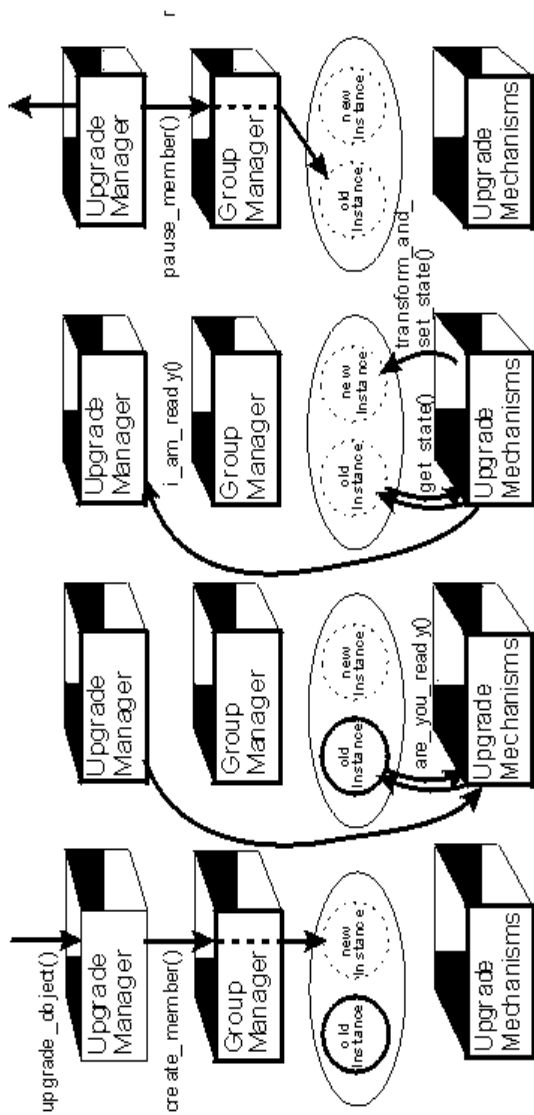 upgrade_object()
Upgrade
Manager
create_member()
Group
Manager
old
Instance
new
Instance
Upgrade
Mechanisms
Upgrade
Manager
Group
Manager
old
Instance
new
Instance
are_you_ready()
Upgrade
Mechanisms
Upgrade
Manager
i_am_ready()
Group
Manager
old
Instance
new
Instance
get_state()
transform_and_
set_state()
Upgrade
Mechanisms
Upgrade
Manager
pause_member()
Group
Manager
old
Instance
new
Instance
Upgrade
Mechanisms
r